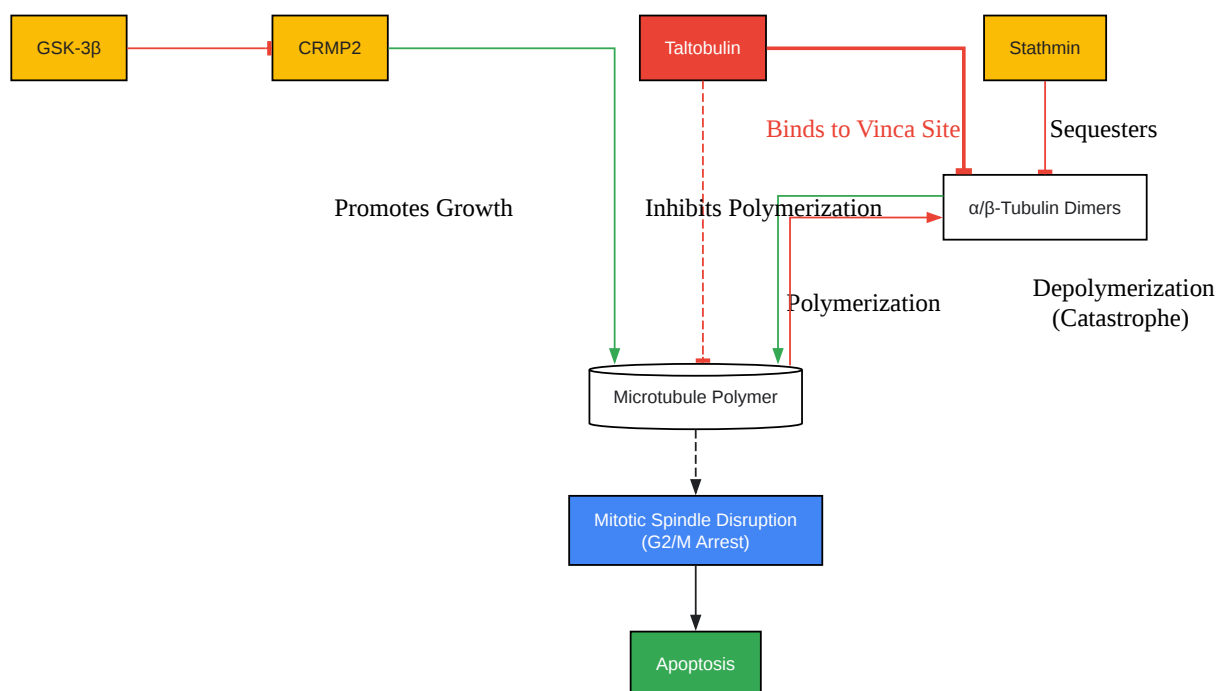 GSK-3β
CRMP2
Taltobulin
Stathmin
Binds to Vinca Site
Sequesters
Promotes Growth
Inhibits Polymerization
α/β-Tubulin Dimers
Polymerization
Depolymerization
(Catastrophe)
Microtubule Polymer
Mitotic Spindle Disruption
(G2/M Arrest)
Apoptosis